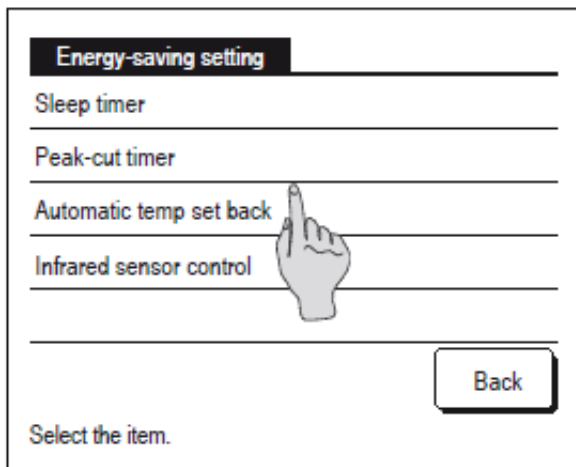 Energy-saving setting
Sleep timer
Peak-cut timer
Automatic temp set back
Infrared sensor control
Back
Select the item.